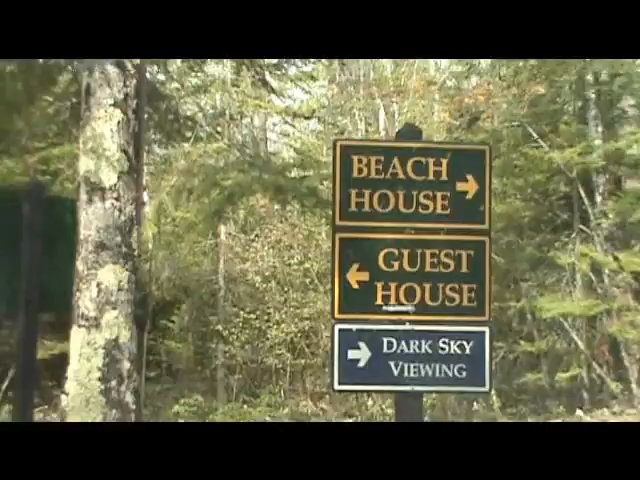 BEACH
HOUSE
GUEST
HOUSE
DARK SKY
VIEWING